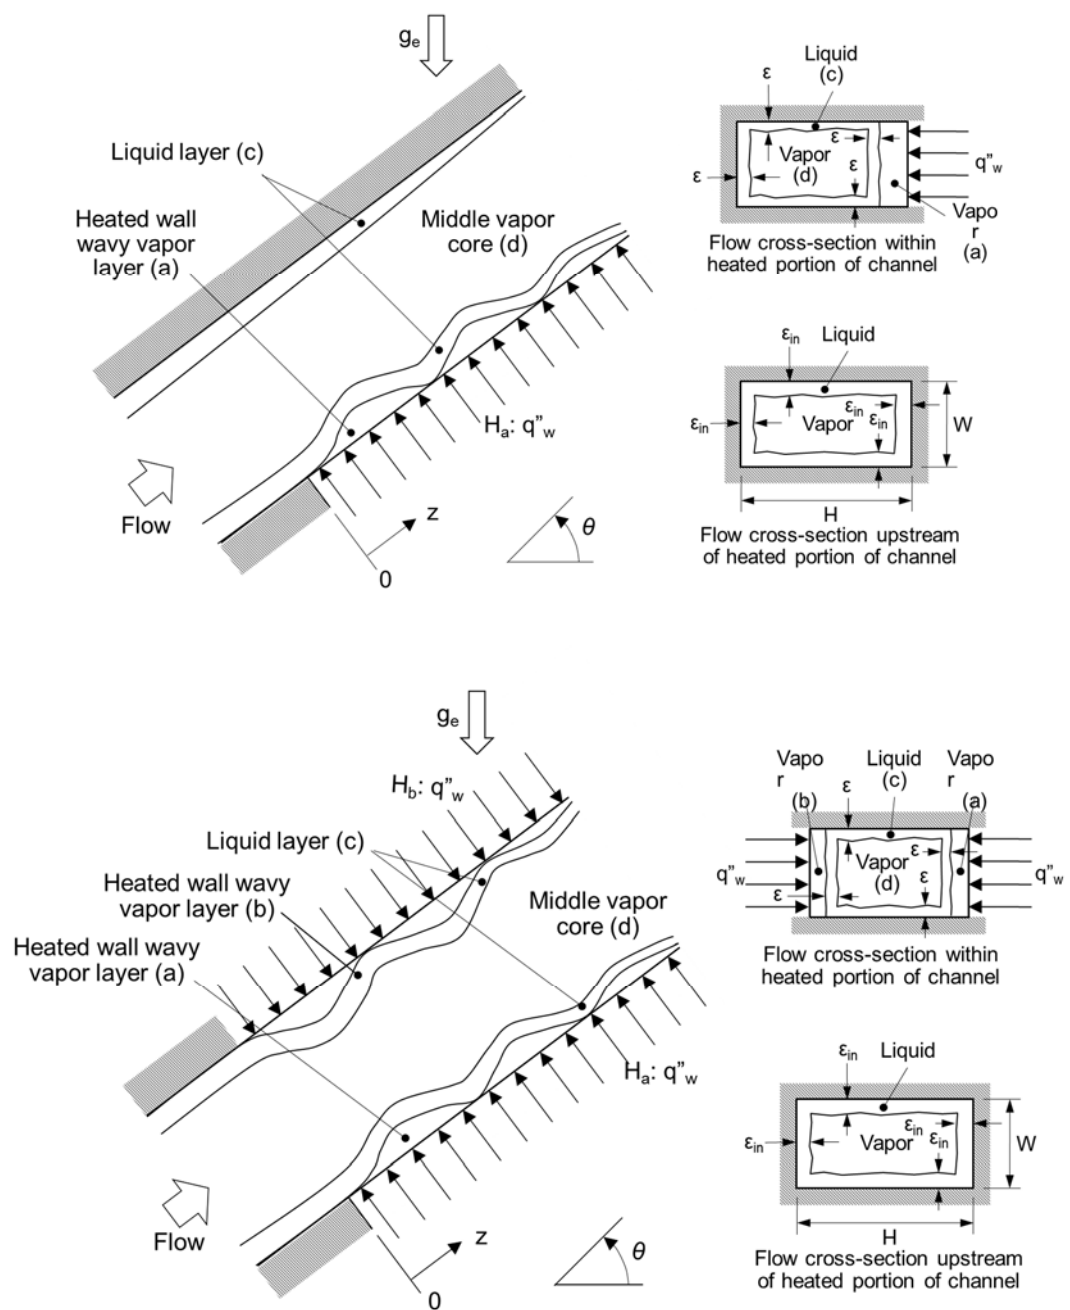 gₑ
Liquid layer (c)
Heated wall
wavy vapor
layer (a)
Middle vapor
core (d)
Hₐ: q”w
Flow
z
0
θ
Liquid
(c)
ε
ε
Vapor
(d)
ε
ε
q”w
Vapo
r
(a)
Flow cross-section within
heated portion of channel
εin
Liquid
εin
Vapor
εin
εin
W
H
Flow cross-section upstream
of heated portion of channel
gₑ
Hb: q”w
Liquid layer (c)
Heated wall wavy
vapor layer (b)
Heated wall wavy
vapor layer (a)
Middle vapor
core (d)
Hₐ: q”w
Flow
z
0
θ
Vapo
r
(b)
Liquid
(c)
Vapo
r
(a)
ε
ε
Vapor
(d)
ε
ε
q”w
q”w
Flow cross-section within
heated portion of channel
εin
Liquid
εin
Vapor
εin
εin
W
H
Flow cross-section upstream
of heated portion of channel